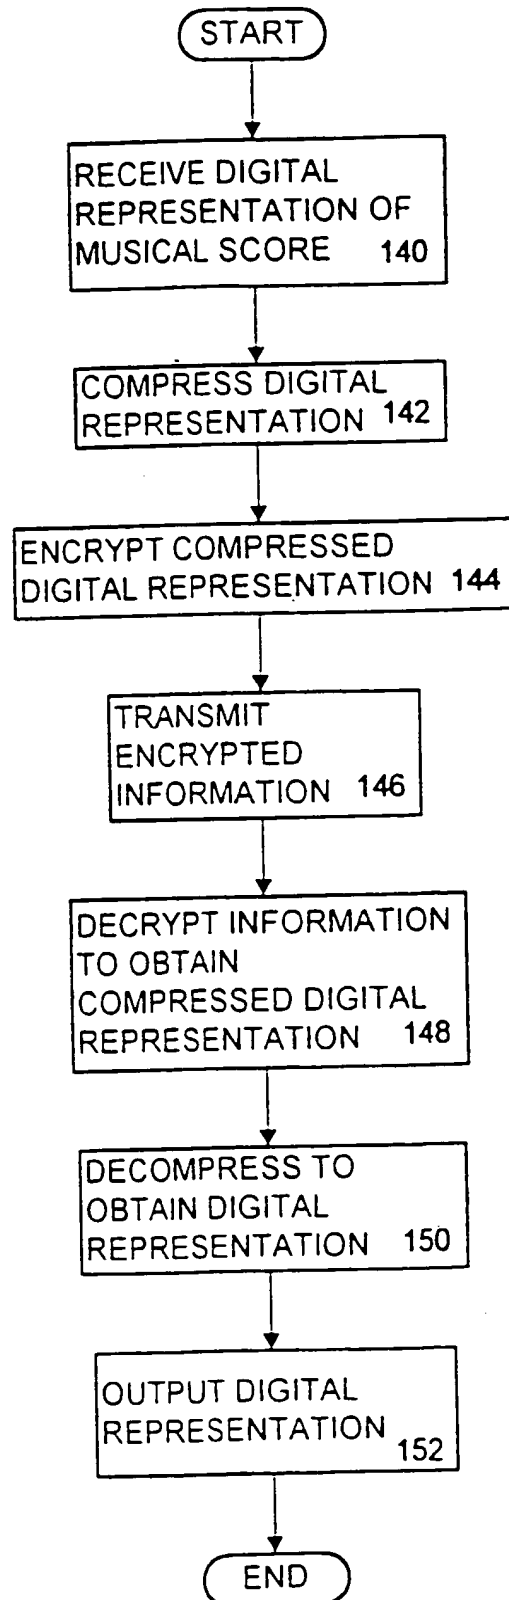 START
RECEIVE DIGITAL
REPRESENTATION OF
MUSICAL SCORE 140
COMPRESS DIGITAL
REPRESENTATION 142
ENCRYPT COMPRESSED
DIGITAL REPRESENTATION 144
TRANSMIT
ENCRYPTED
INFORMATION 146
DECRYPT INFORMATION
TO OBTAIN
COMPRESSED DIGITAL
REPRESENTATION 148
DECOMPRESS TO
OBTAIN DIGITAL
REPRESENTATION 150
OUTPUT DIGITAL
REPRESENTATION
152
END